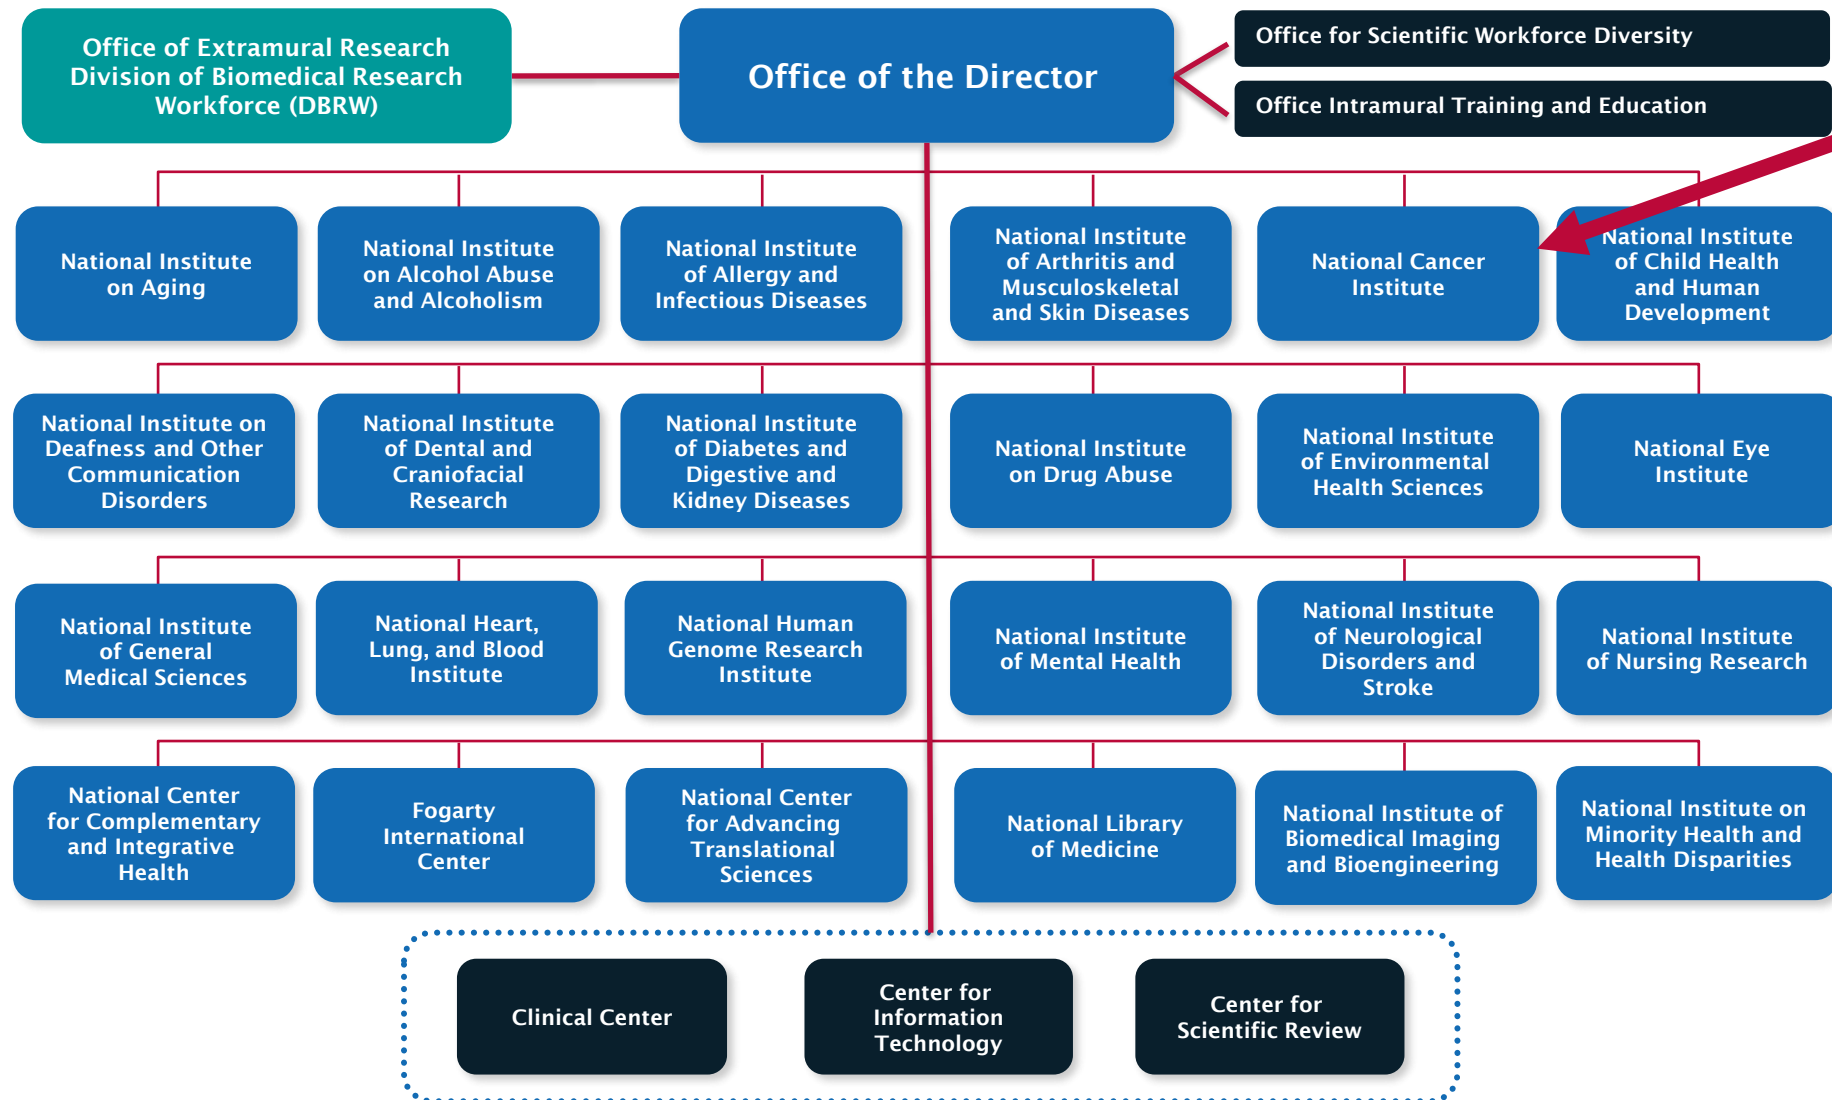 Office of Extramural Research
Division of Biomedical Research
Workforce (DBRW)
Office of the Director
Office for Scientific Workforce Diversity
Office Intramural Training and Education
National Institute
on Aging
National Institute
on Alcohol Abuse
and Alcoholism
National Institute
of Allergy and
Infectious Diseases
National Institute
of Arthritis and
Musculoskeletal
and Skin Diseases
National Cancer
Institute
National Institute
of Child Health
and Human
Development
National Institute on
Deafness and Other
Communication
Disorders
National Institute
of Dental and
Craniofacial
Research
National Institute
of Diabetes and
Digestive and
Kidney Diseases
National Institute
on Drug Abuse
National Institute
of Environmental
Health Sciences
National Eye
Institute
National Institute
of General
Medical Sciences
National Heart,
Lung, and Blood
Institute
National Human
Genome Research
Institute
National Institute
of Mental Health
National Institute
of Neurological
Disorders and
Stroke
National Institute
of Nursing Research
National Center
for Complementary
and Integrative
Health
Fogarty
International
Center
National Center
for Advancing
Translational
Sciences
National Library
of Medicine
National Institute of
Biomedical Imaging
and Bioengineering
National Institute on
Minority Health and
Health Disparities
Clinical Center
Center for
Information
Technology
Center for
Scientific Review